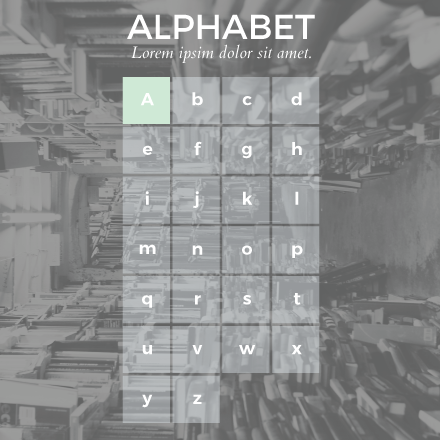 ALPHABET
Lorem ipsim dolor sit amet.
A b c d
e f g h
i j k l
m n o p
q r s t
u v w x
y z